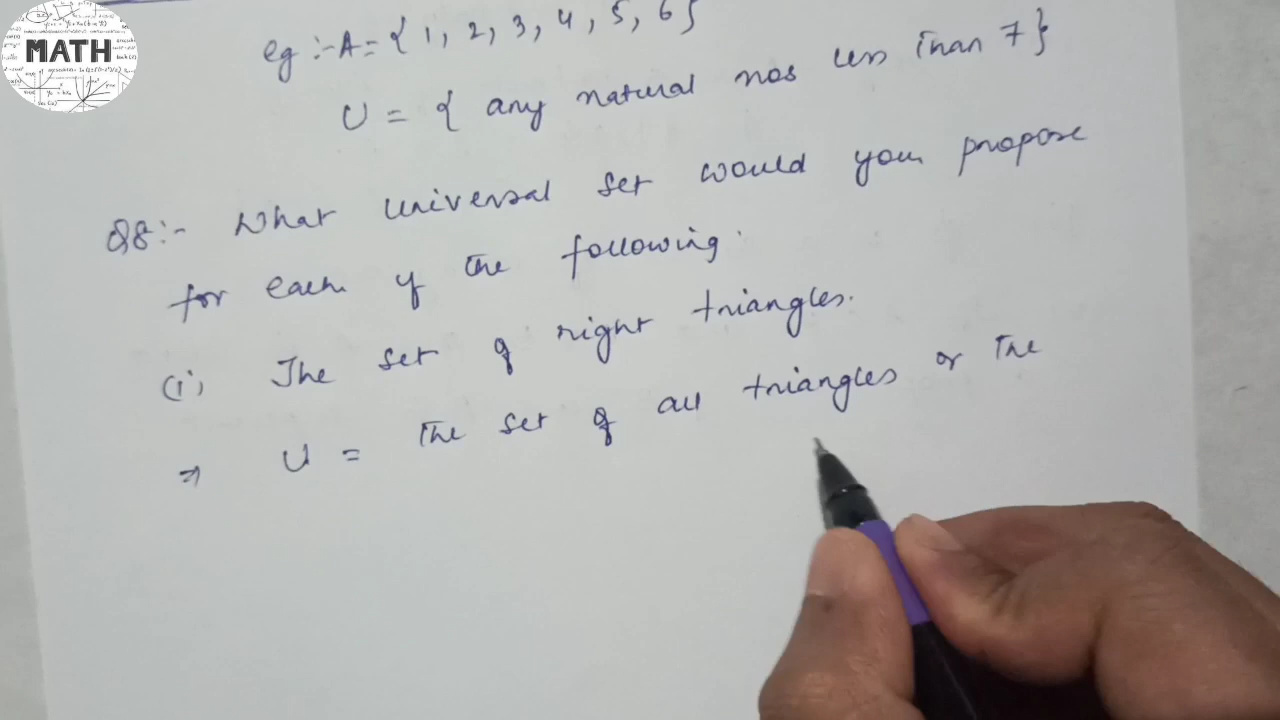 MATH
eg :- A = { 1, 2, 3, 4, 5, 6 }
U = { any natural nos less than 7 }
Q8:- What universal set would you propose
for each of the following.
(i) The set of right triangles.
⇒ U = The set of all triangles or the